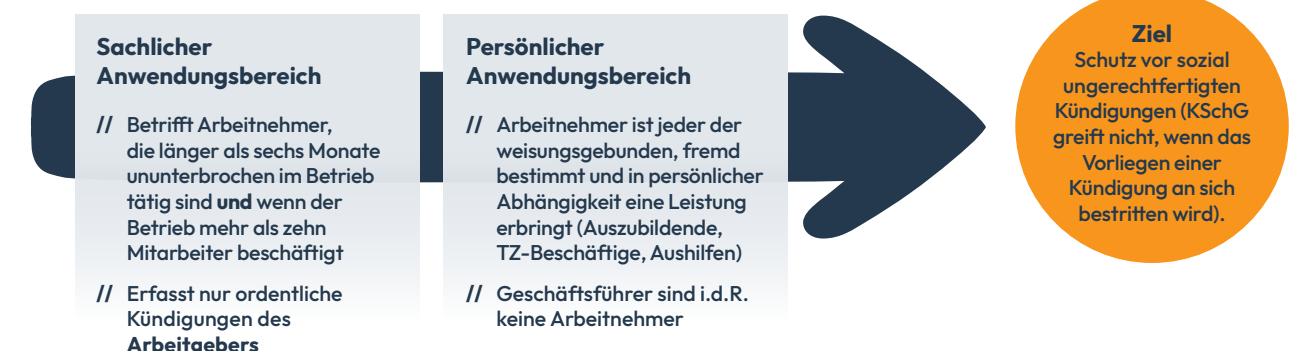 Sachlicher
Anwendungsbereich
// Betrifft Arbeitnehmer,
die länger als sechs Monate
ununterbrochen im Betrieb
tätig sind und wenn der
Betrieb mehr als zehn
Mitarbeiter beschäftigt
// Erfasst nur ordentliche
Kündigungen des
Arbeitgebers
Persönlicher
Anwendungsbereich
// Arbeitnehmer ist jeder der
weisungsgebunden, fremd
bestimmt und in persönlicher
Abhängigkeit eine Leistung
erbringt (Auszubildende,
TZ-Beschäftige, Aushilfen)
// Geschäftsführer sind i.d.R.
keine Arbeitnehmer
Ziel
Schutz vor sozial
ungerechtfertigten
Kündigungen (KSchG
greift nicht, wenn das
Vorliegen einer
Kündigung an sich
bestritten wird).